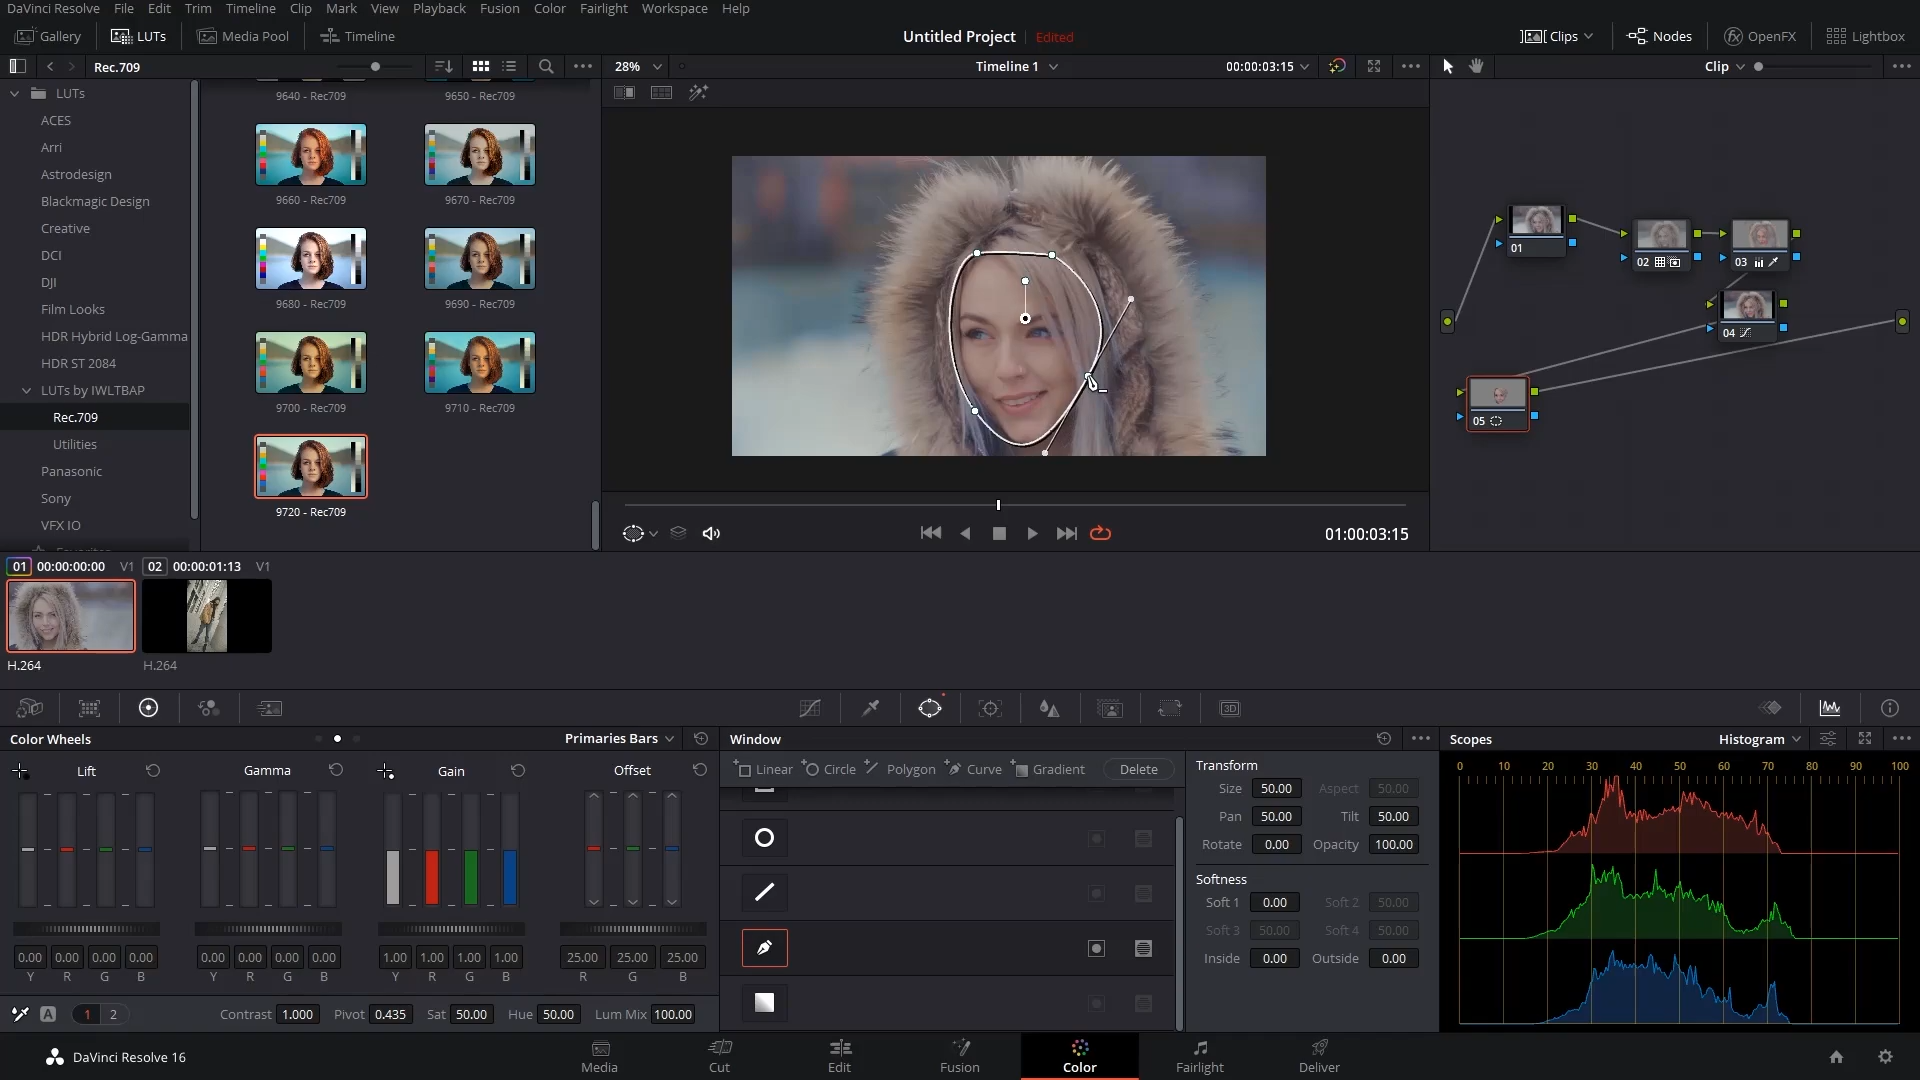 DaVinci Resolve File Edit Trim Timeline Clip Mark View Playback Fusion Color Fairlight Workspace Help
Gallery LUTs Media Pool Timeline Untitled Project Edited Clips Nodes OpenFX Lightbox
Rec.709 28% Timeline 1 00:00:03:15 Clip
LUTs
ACES
Arri
Astrodesign
Blackmagic Design
Creative
DCI
DJI
Film Looks
HDR Hybrid Log-Gamma
HDR ST 2084
LUTs by IWLTBAP
Rec.709
Utilities
Panasonic
Sony
VFX IO
9640 - Rec709 9650 - Rec709
9660 - Rec709 9670 - Rec709
9680 - Rec709 9690 - Rec709
9700 - Rec709 9710 - Rec709
9720 - Rec709
01:00:03:15
01
02
03
04
05
01 00:00:00:00 V1 02 00:00:01:13 V1
H.264 H.264
3D
Color Wheels Primaries Bars
Lift Gamma Gain Offset
0.00 0.00 0.00 0.00 0.00 0.00 0.00 0.00 1.00 1.00 1.00 1.00 25.00 25.00 25.00
Y R G B Y R G B Y R G B R G B
A 1 2 Contrast 1.000 Pivot 0.435 Sat 50.00 Hue 50.00 Lum Mix 100.00
Window
Linear Circle Polygon Curve Gradient Delete
Transform
Size 50.00 Aspect 50.00
Pan 50.00 Tilt 50.00
Rotate 0.00 Opacity 100.00
Softness
Soft 1 0.00 Soft 2 50.00
Soft 3 50.00 Soft 4 50.00
Inside 0.00 Outside 0.00
Scopes Histogram
0 10 20 30 40 50 60 70 80 90 100
DaVinci Resolve 16 Media Cut Edit Fusion Color Fairlight Deliver